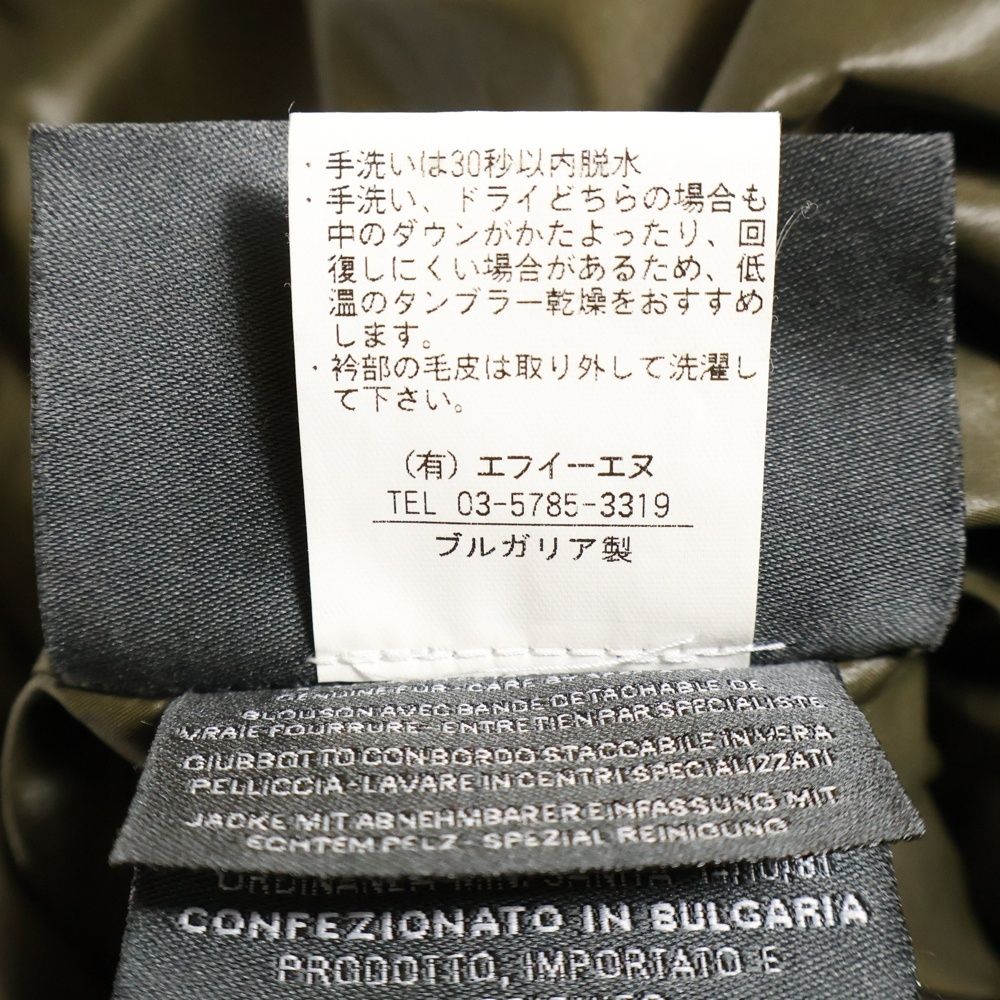 ・手洗いは30秒以内脱水
・手洗い、ドライどちらの場合も
中のダウンがかたよったり、回
復しにくい場合があるため、低
温のタンブラー乾燥をおすすめ
します。
・衿部の毛皮は取り外して洗濯し
て下さい。
(有) エフイーエヌ
TEL 03-5785-3319
ブルガリア製
BLOUSON AVEC BANDE DETACHABLE DE
VRAIE POURRURE - ENTRETIEN PAR SPECIALISTE
GIUBBOTTO CON BORDO STACCABILE IN VERA
PELLICCIA - LAVARE IN CENTRI SPECIALIZZATI
JACKE MIT ABNEHMBARER EINFASSUNG MIT
ECHTEM PELZ - SPEZIAL REINIGUNG
CONFEZIONATO IN BULGARIA
PRODOTTO, IMPORTATO E